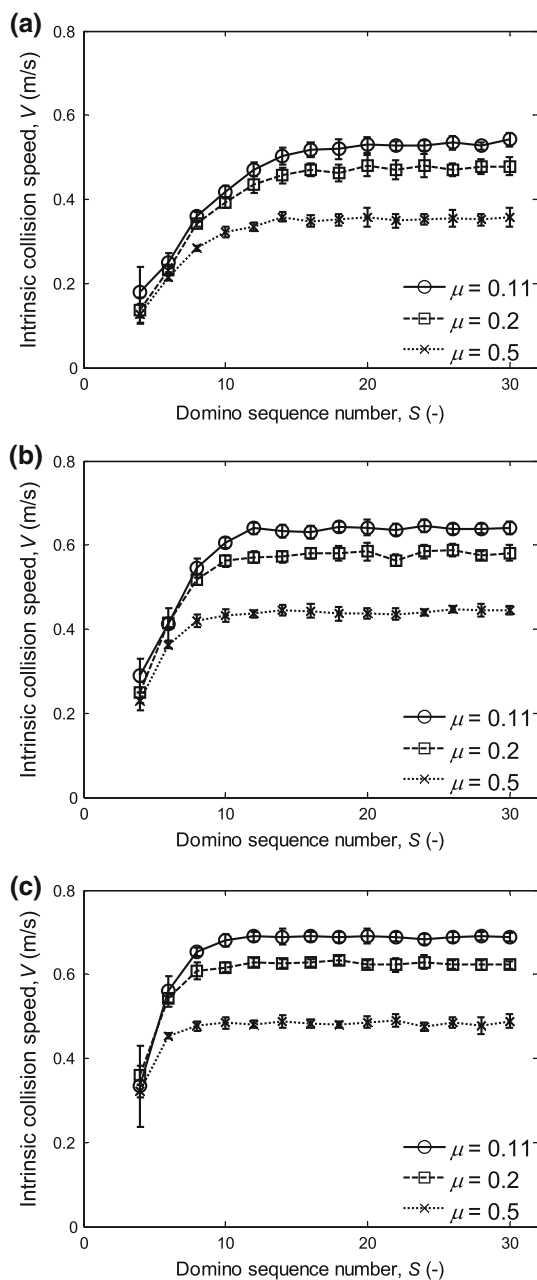 (a)
0.8
0.6
0.4
0.2
0
Intrinsic collision speed, V (m/s)
μ = 0.11
μ = 0.2
μ = 0.5
0 10 20 30
Domino sequence number, S (-)
(b)
0.8
0.6
0.4
0.2
0
Intrinsic collision speed, V (m/s)
μ = 0.11
μ = 0.2
μ = 0.5
0 10 20 30
Domino sequence number, S (-)
(c)
0.8
0.6
0.4
0.2
0
Intrinsic collision speed, V (m/s)
μ = 0.11
μ = 0.2
μ = 0.5
0 10 20 30
Domino sequence number, S (-)